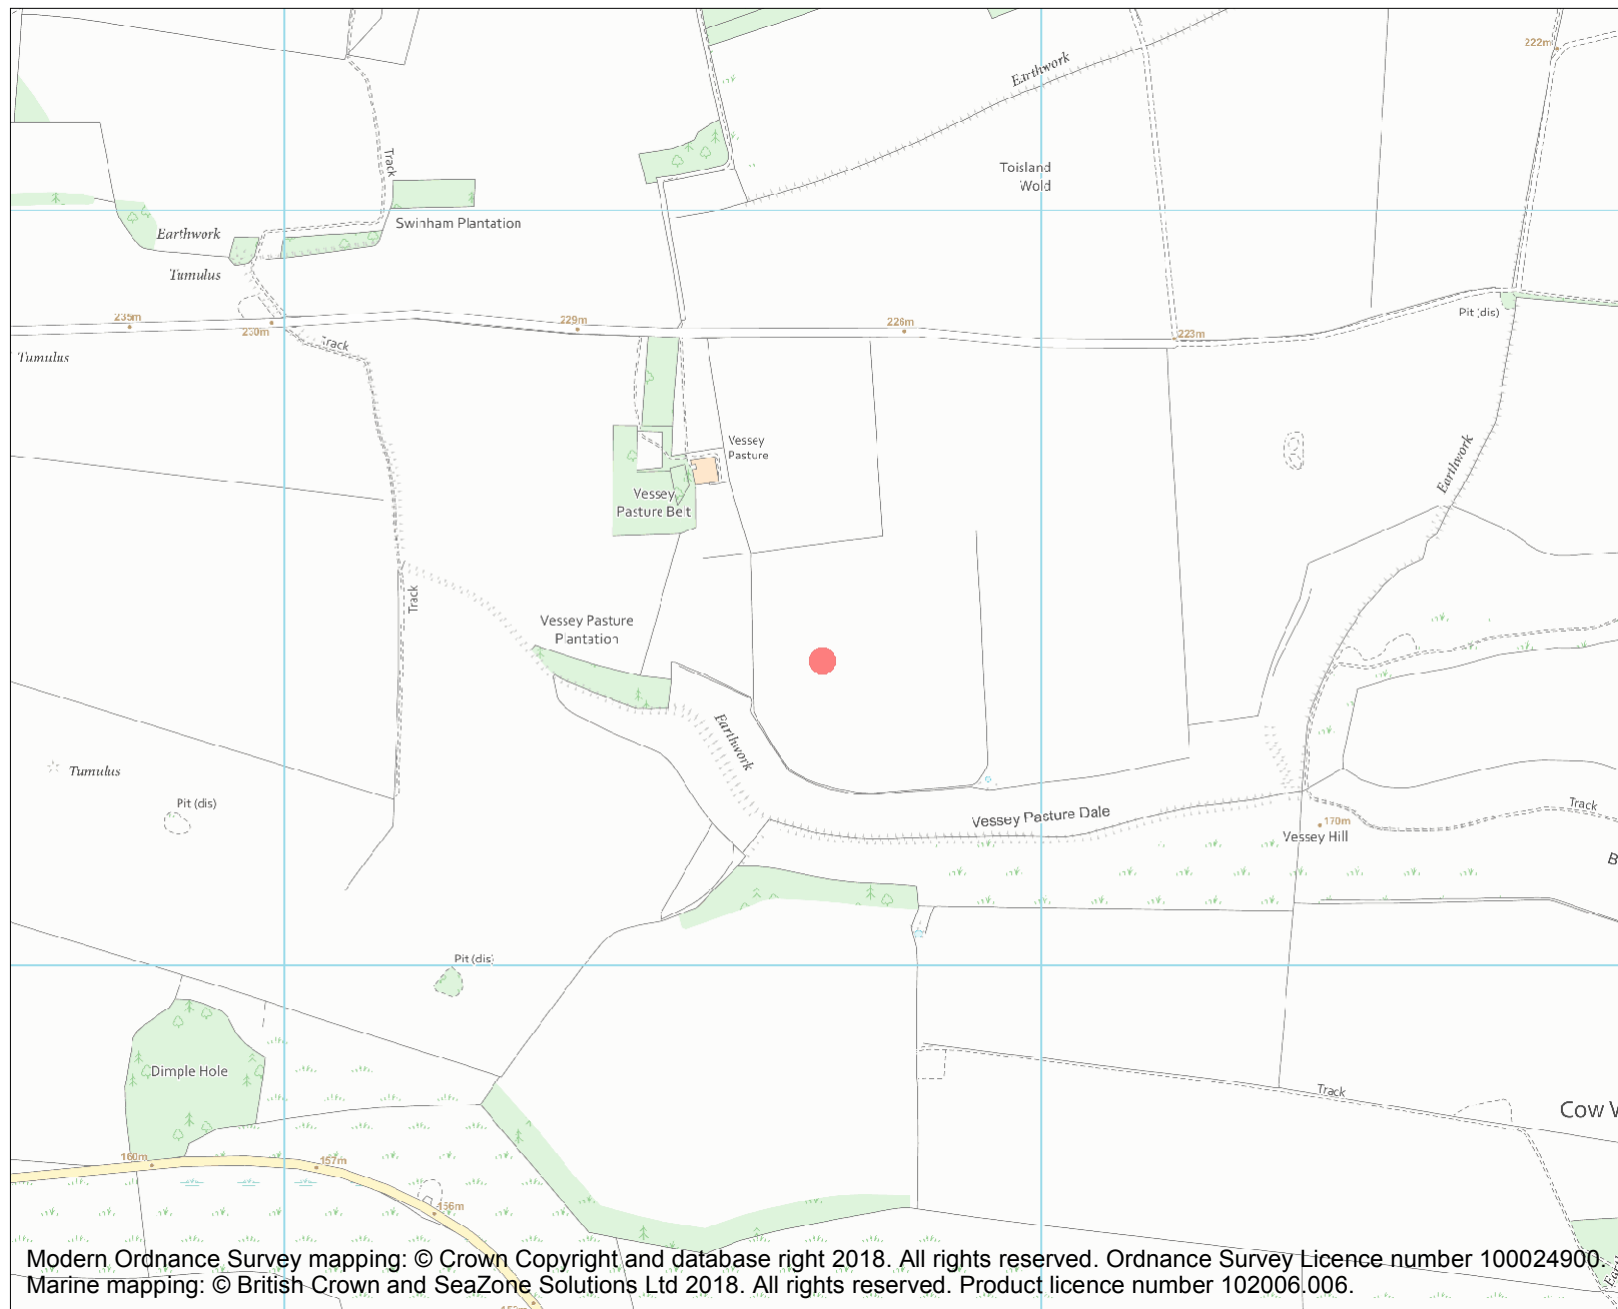 222m
Earthwork
Track
Toisland
Wold
Swinham Plantation
Earthwork
Tumulus
235m
230m
229m
226m
223m
Pit (dis)
Track
Tumulus
Vessey
Pasture
Earthwork
Vessey
Pasture Belt
Track
Vessey Pasture
Plantation
Earthwork
Tumulus
Pit (dis)
Vessey Pasture Dale
Track
170m
Vessey Hill
B
Pit (dis)
Dimple Hole
Track
Cow W
160m
157m
156m
Modern Ordnance Survey mapping: © Crown Copyright and database right 2018. All rights reserved. Ordnance Survey Licence number 100024900.
Marine mapping: © British Crown and SeaZone Solutions Ltd 2018. All rights reserved. Product licence number 102006.006.